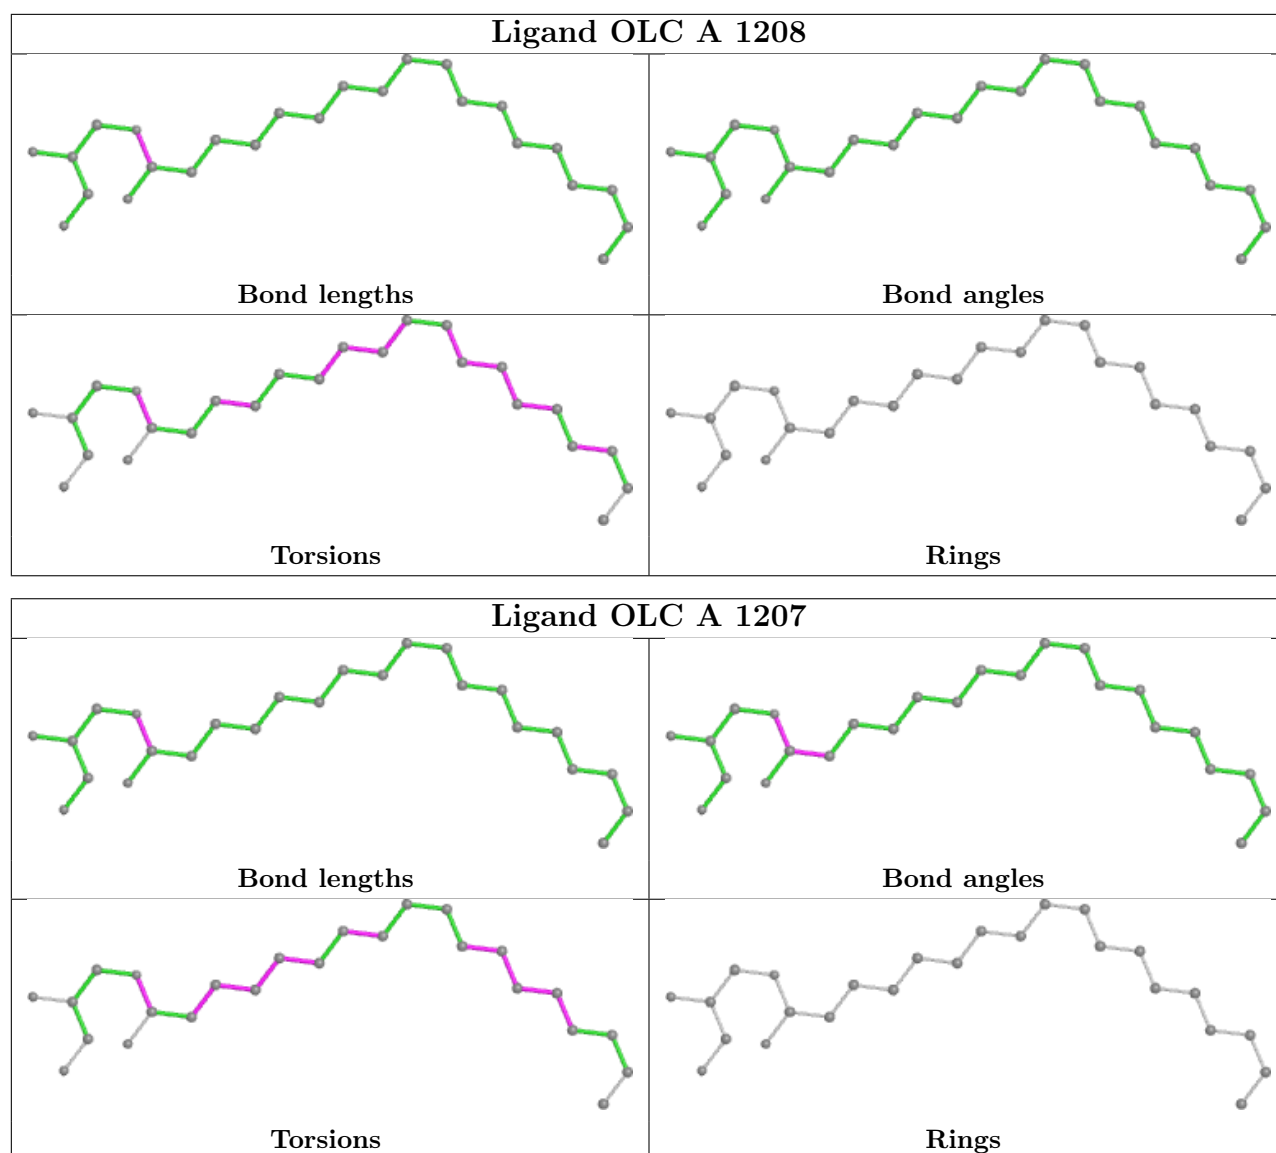 Ligand OLC A 1208
Bond lengths
Bond angles
Torsions
Rings
Ligand OLC A 1207
Bond lengths
Bond angles
Torsions
Rings